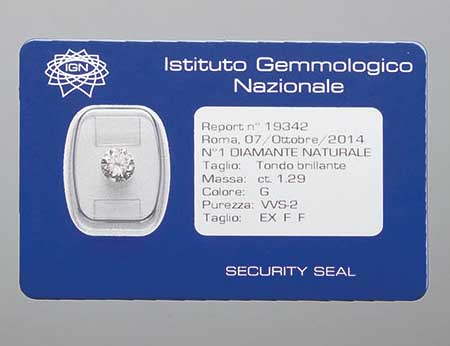 IGN
Istituto Gemmologico
Nazionale
Report n° 19342
Roma, 07/Ottobre/2014
N°1 DIAMANTE NATURALE
Taglio: Tondo brillante
Massa: ct. 1.29
Colore: G
Purezza: VVS-2
Taglio: EX F F
SECURITY SEAL